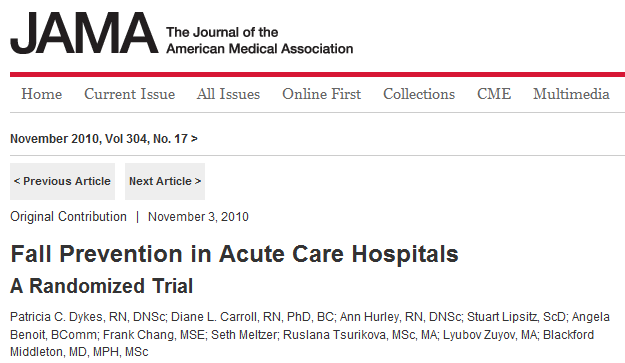 JAMA
The Journal of the
American Medical Association
Home Current Issue All Issues Online First Collections CME Multimedia
November 2010, Vol 304, No. 17 >
< Previous Article Next Article >
Original Contribution | November 3, 2010
Fall Prevention in Acute Care Hospitals
A Randomized Trial
Patricia C. Dykes, RN, DNSc; Diane L. Carroll, RN, PhD, BC; Ann Hurley, RN, DNSc; Stuart Lipsitz, ScD; Angela
Benoit, BComm; Frank Chang, MSE; Seth Meltzer; Ruslana Tsurikova, MSc, MA; Lyubov Zuyov, MA; Blackford
Middleton, MD, MPH, MSc